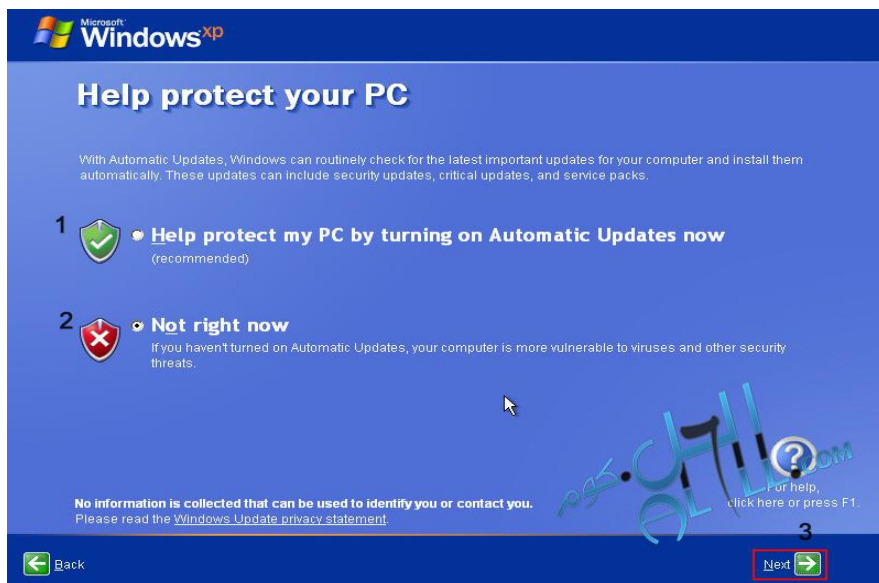 Microsoft
Windows xp
Help protect your PC
With Automatic Updates, Windows can routinely check for the latest important updates for your computer and install them
automatically. These updates can include security updates, critical updates, and service packs.
1
Help protect my PC by turning on Automatic Updates now
(recommended)
2
Not right now
If you haven't turned on Automatic Updates, your computer is more vulnerable to viruses and other security
threats.
كوم
.COM
For help,
click here or press F1.
No information is collected that can be used to identify you or contact you.
Please read the Windows Update privacy statement.
3
Back
Next